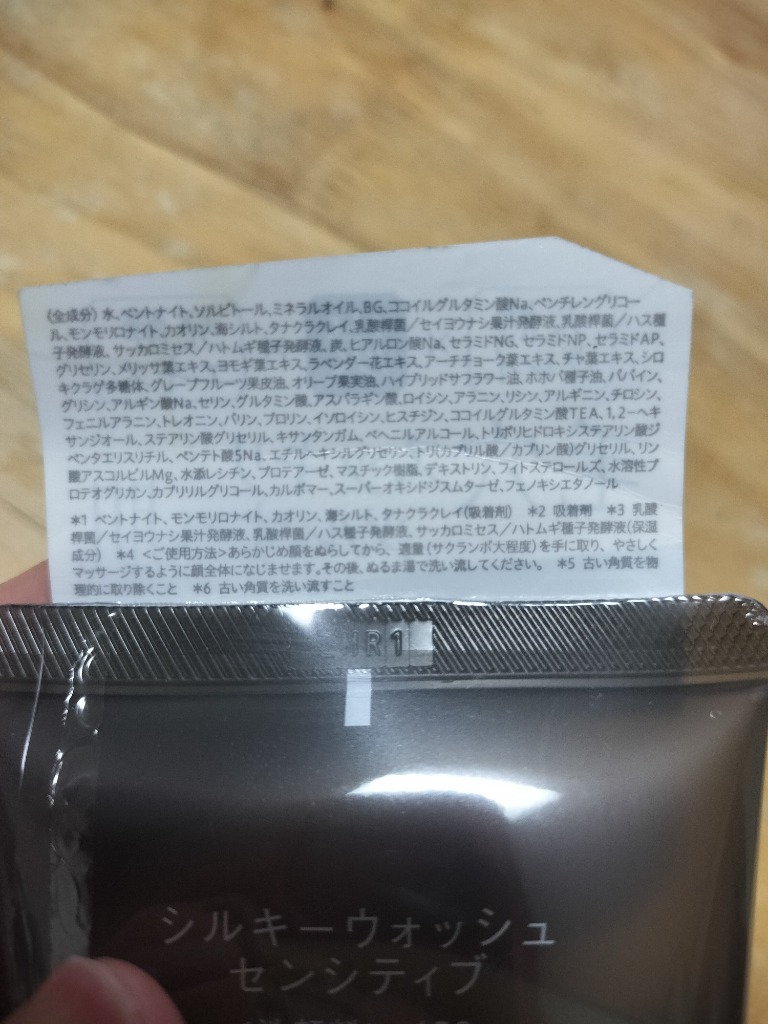 〈全成分〉水、ベントナイト、ソルビトール、ミネラルオイル、BG、ココイルグルタミン酸Na、ペンチレングリコー
ル、モンモリロナイト、カオリン、海シルト、タナクラクレイ、乳酸桿菌／セイヨウナシ果汁発酵液、乳酸桿菌／ハス種
子発酵液、サッカロミセス／ハトムギ種子発酵液、炭、ヒアルロン酸Na、セラミドNG、セラミドNP、セラミドAP、
グリセリン、メリッサ葉エキス、ヨモギ葉エキス、ラベンダー花エキス、アーチチョーク葉エキス、チャ葉エキス、シロ
キクラゲ多糖体、グレープフルーツ果皮油、オリーブ果実油、ハイブリッドサフラワー油、ホホバ種子油、パパイン、
グリシン、アルギン酸Na、セリン、グルタミン酸、アスパラギン酸、ロイシン、アラニン、リシン、アルギニン、チロシン、
フェニルアラニン、トレオニン、バリン、プロリン、イソロイシン、ヒスチジン、ココイルグルタミン酸TEA、1,2－ヘキ
サンジオール、ステアリン酸グリセリル、キサンタンガム、ベヘニルアルコール、トリポリヒドロキシステアリン酸ジ
ペンタエリスリチル、ペンテト酸5Na、エチルヘキシルグリセリン、トリ(カプリル酸／カプリン酸)グリセリル、リン
酸アスコルビルMg、水添レシチン、プロテアーゼ、マスチック樹脂、デキストリン、フィトステロールズ、水溶性プ
ロテオグリカン、カプリリルグリコール、カルボマー、スーパーオキシドジスムターゼ、フェノキシエタノール
＊1 ベントナイト、モンモリロナイト、カオリン、海シルト、タナクラクレイ(吸着剤) ＊2 吸着剤 ＊3 乳酸
桿菌／セイヨウナシ果汁発酵液、乳酸桿菌／ハス種子発酵液、サッカロミセス／ハトムギ種子発酵液(保湿
成分) ＊4 ＜ご使用方法＞あらかじめ顔をぬらしてから、適量（サクランボ大程度）を手に取り、やさしく
マッサージするように顔全体になじませます。その後、ぬるま湯で洗い流してください。 ＊5 古い角質を物
理的に取り除くこと ＊6 古い角質を洗い流すこと
HR1
シルキーウォッシュ
センシティブ